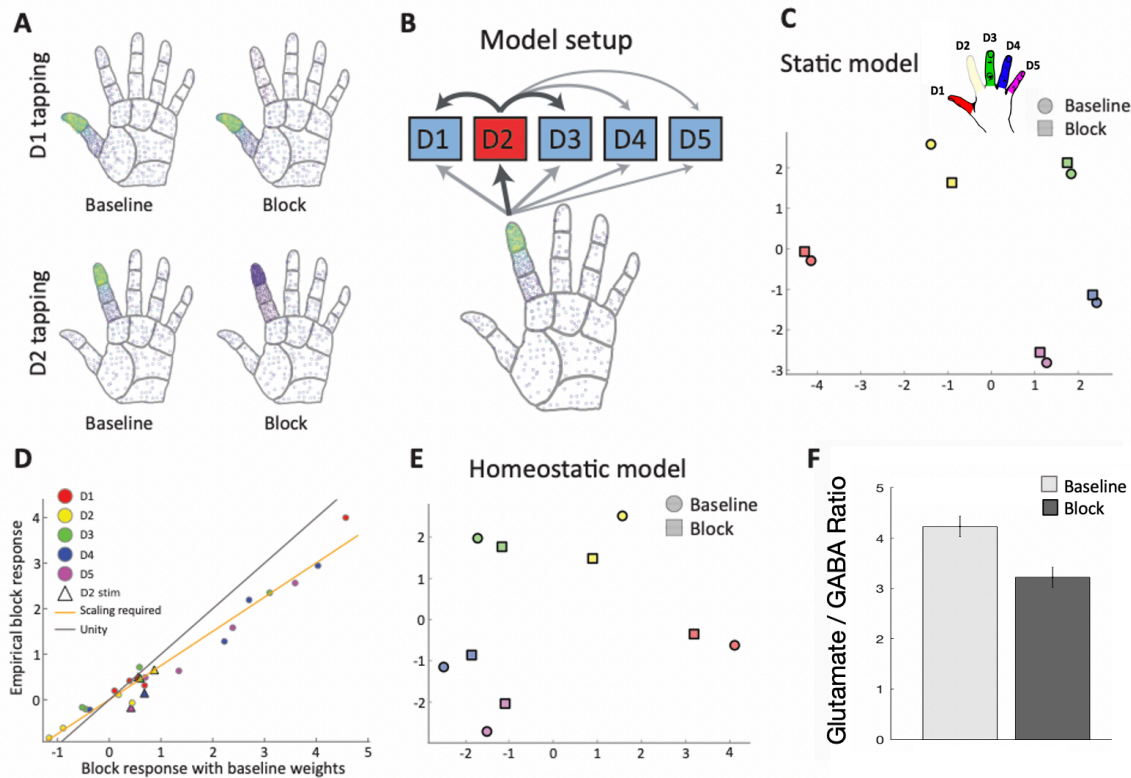 A
D1 tapping
Baseline
Block
D2 tapping
Baseline
Block
B
Model setup
D1
D2
D3
D4
D5
C
Static model
D1
D2
D3
D4
D5
Baseline
Block
2
1
0
-1
-2
-3
-4
-3
-2
-1
0
1
2
D
D1
D2
D3
D4
D5
D2 stim
Scaling required
Unity
Empirical block response
4
3
2
1
0
-1
0
1
2
3
4
5
Block response with baseline weights
E
Homeostatic model
Baseline
Block
2
1
0
-1
-2
-2
-1
0
1
2
3
4
F
Glutamate / GABA Ratio
Baseline
Block
5
4
3
2
1
0